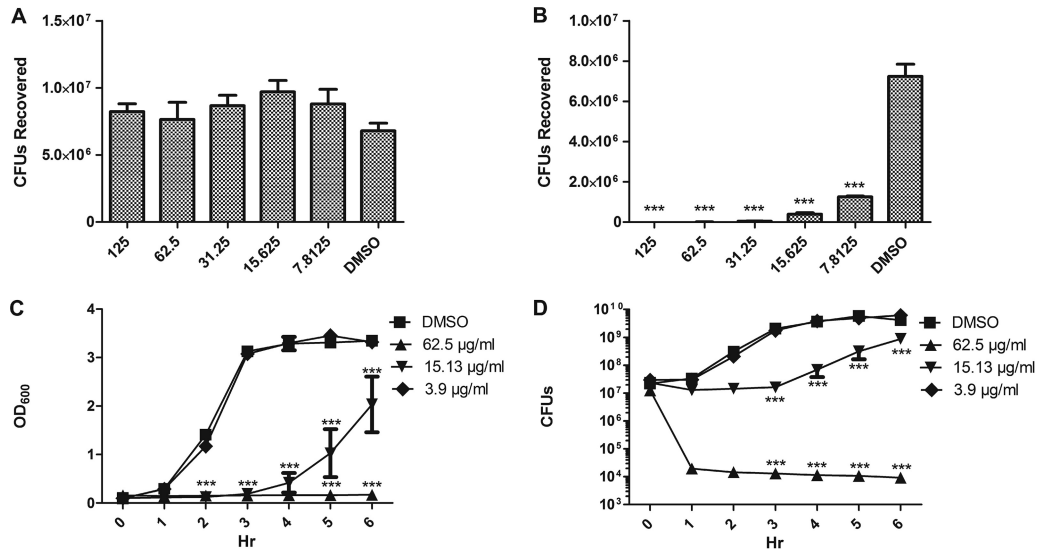 A
CFUs Recovered
1.5×10⁷
1.0×10⁷
5.0×10⁶
0
125
62.5
31.25
15.625
7.8125
DMSO
B
CFUs Recovered
8.0×10⁶
6.0×10⁶
4.0×10⁶
2.0×10⁶
0
*** *** *** *** ***
125
62.5
31.25
15.625
7.8125
DMSO
C
OD₆₀₀
4
3
2
1
0
***
***
*** *** ***
*** ***
0 1 2 3 4 5 6
Hr
DMSO
62.5 µg/ml
15.13 µg/ml
3.9 µg/ml
D
CFUs
10¹⁰
10⁹
10⁸
10⁷
10⁶
10⁵
10⁴
10³
***
***
***
***
*** *** *** ***
0 1 2 3 4 5 6
Hr
DMSO
62.5 µg/ml
15.13 µg/ml
3.9 µg/ml